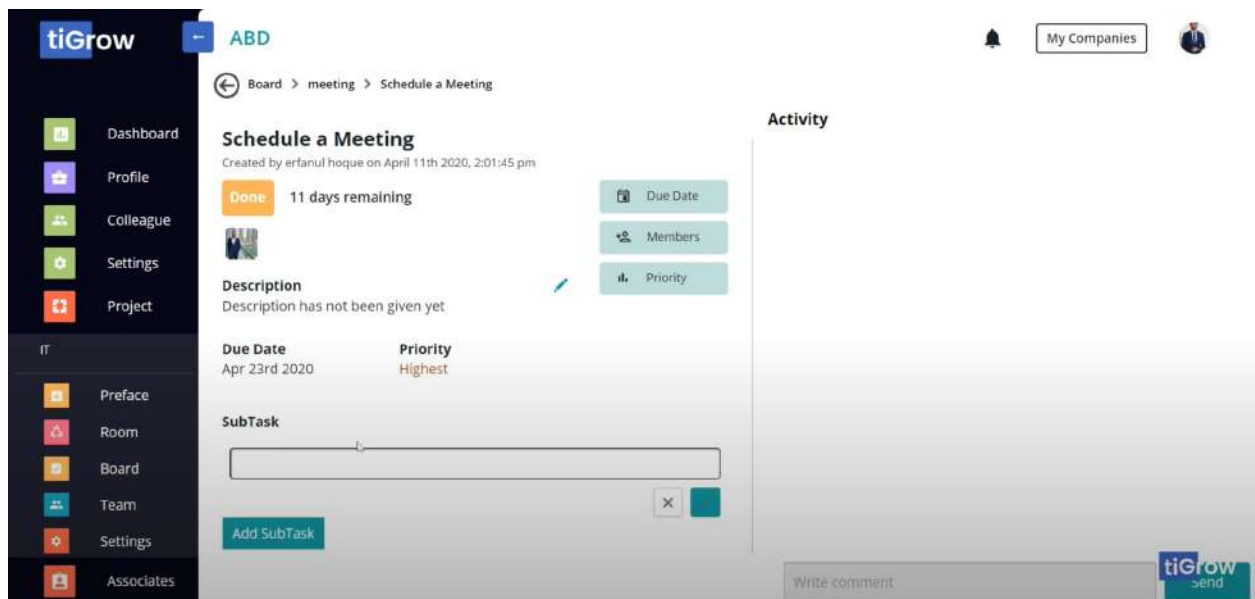 tiGrow
ABD
My Companies
Board > meeting > Schedule a Meeting
Dashboard
Profile
Colleague
Settings
Project
IT
Preface
Room
Board
Team
Settings
Associates
Schedule a Meeting
Created by erfanul hoque on April 11th 2020, 2:01:45 pm
Done 11 days remaining
Due Date
Members
Priority
Description
Description has not been given yet
Due Date Priority
Apr 23rd 2020 Highest
SubTask
Add SubTask
Activity
Write comment
Send
tiGrow